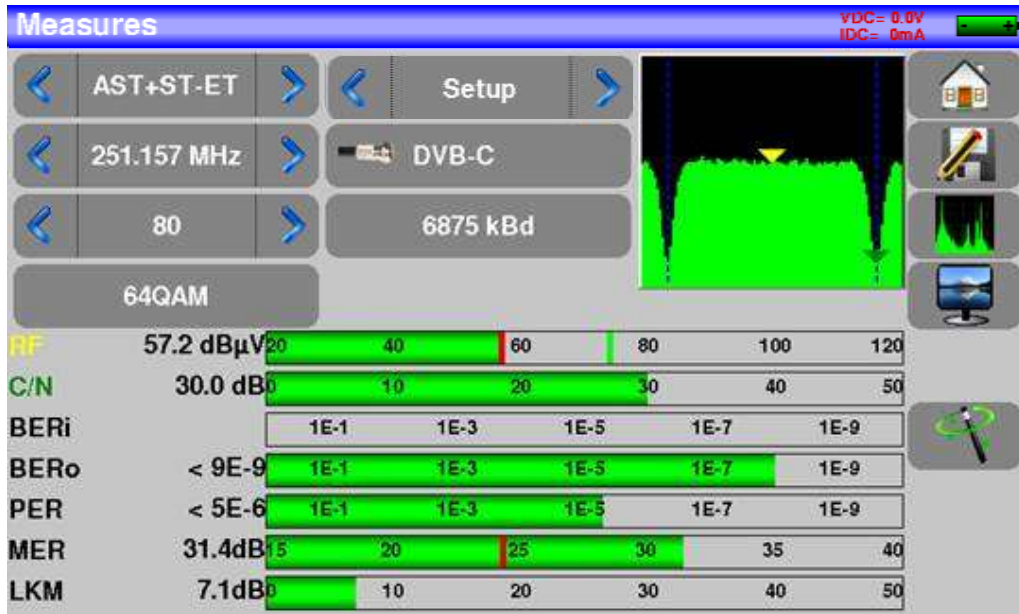 Measures
VDC= 0.0V
IDC= 0mA
- +
AST+ST-ET
Setup
251.157 MHz
DVB-C
80
6875 kBd
64QAM
RF 57.2 dBµV 20 40 60 80 100 120
C/N 30.0 dB 0 10 20 30 40 50
BERi 1E-1 1E-3 1E-5 1E-7 1E-9
BERo < 9E-9 1E-1 1E-3 1E-5 1E-7 1E-9
PER < 5E-6 1E-1 1E-3 1E-5 1E-7 1E-9
MER 31.4dB 15 20 25 30 35 40
LKM 7.1dB 0 10 20 30 40 50